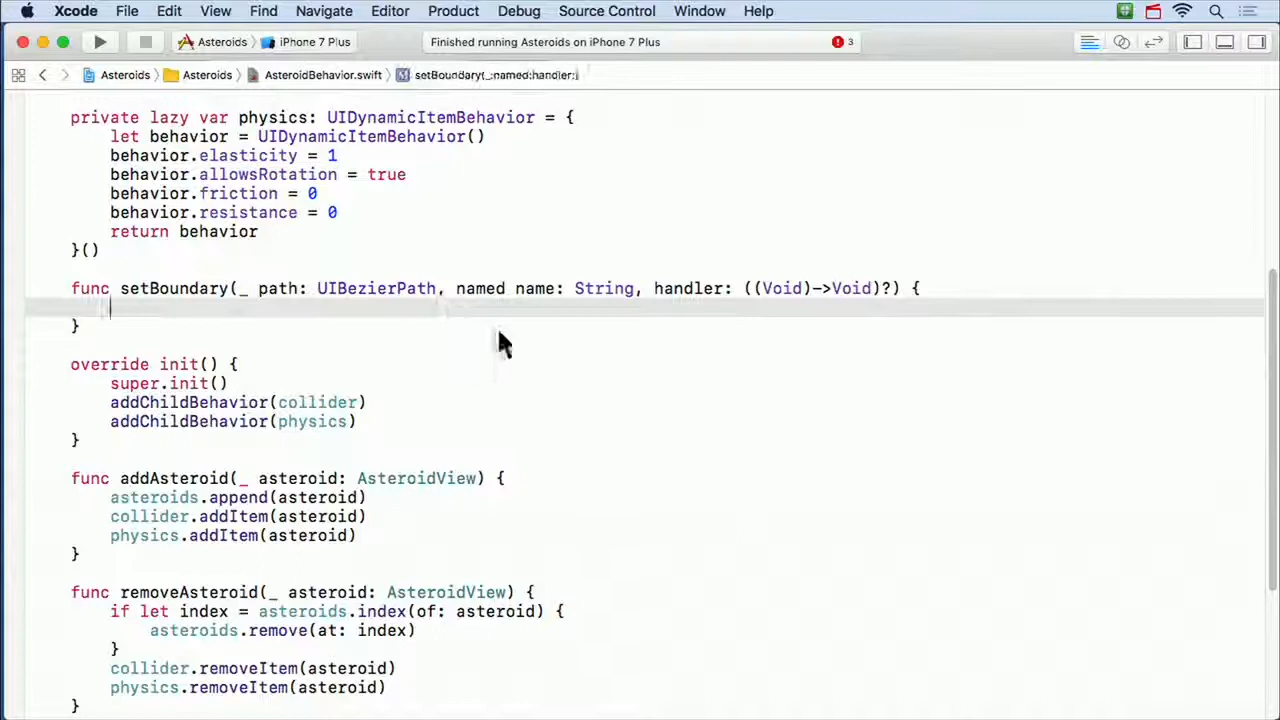 Xcode File Edit View Find Navigate Editor Product Debug Source Control Window Help
Asteroids iPhone 7 Plus Finished running Asteroids on iPhone 7 Plus 3
Asteroids Asteroids AsteroidBehavior.swift setBoundary(_:named:handler:)
private lazy var physics: UIDynamicItemBehavior = {
let behavior = UIDynamicItemBehavior()
behavior.elasticity = 1
behavior.allowsRotation = true
behavior.friction = 0
behavior.resistance = 0
return behavior
}()
func setBoundary(_ path: UIBezierPath, named name: String, handler: ((Void)->Void)?) {
}
override init() {
super.init()
addChildBehavior(collider)
addChildBehavior(physics)
}
func addAsteroid(_ asteroid: AsteroidView) {
asteroids.append(asteroid)
collider.addItem(asteroid)
physics.addItem(asteroid)
}
func removeAsteroid(_ asteroid: AsteroidView) {
if let index = asteroids.index(of: asteroid) {
asteroids.remove(at: index)
}
collider.removeItem(asteroid)
physics.removeItem(asteroid)
}